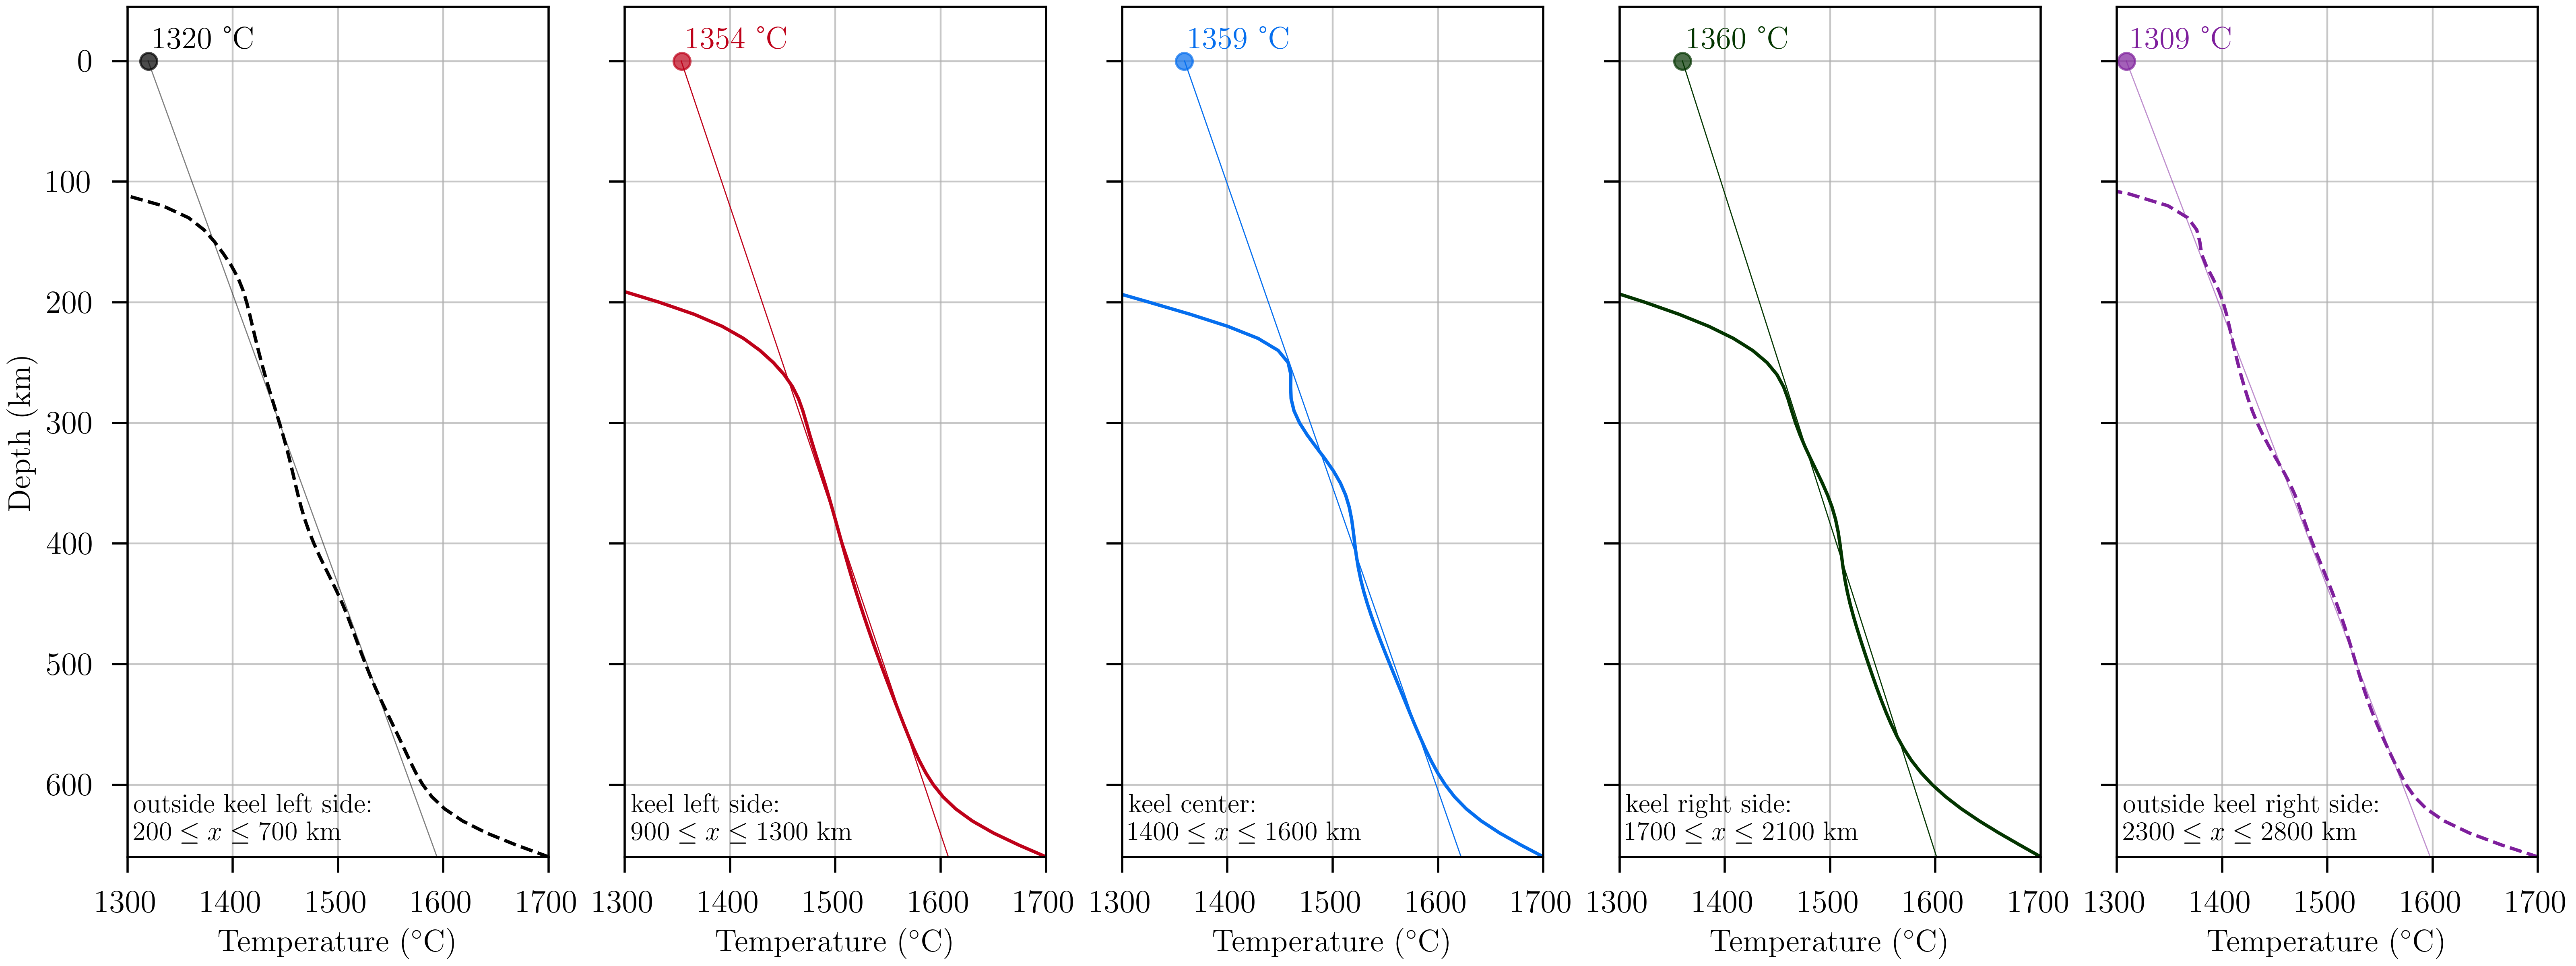 1320 °C
1354 °C
1359 °C
1360 °C
1309 °C
0
100
200
300
400
500
600
Depth (km)
outside keel left side:
200 ≤ x ≤ 700 km
keel left side:
900 ≤ x ≤ 1300 km
keel center:
1400 ≤ x ≤ 1600 km
keel right side:
1700 ≤ x ≤ 2100 km
outside keel right side:
2300 ≤ x ≤ 2800 km
1300 1400 1500 1600 1700
1300 1400 1500 1600 1700
1300 1400 1500 1600 1700
1300 1400 1500 1600 1700
1300 1400 1500 1600 1700
Temperature (°C)
Temperature (°C)
Temperature (°C)
Temperature (°C)
Temperature (°C)